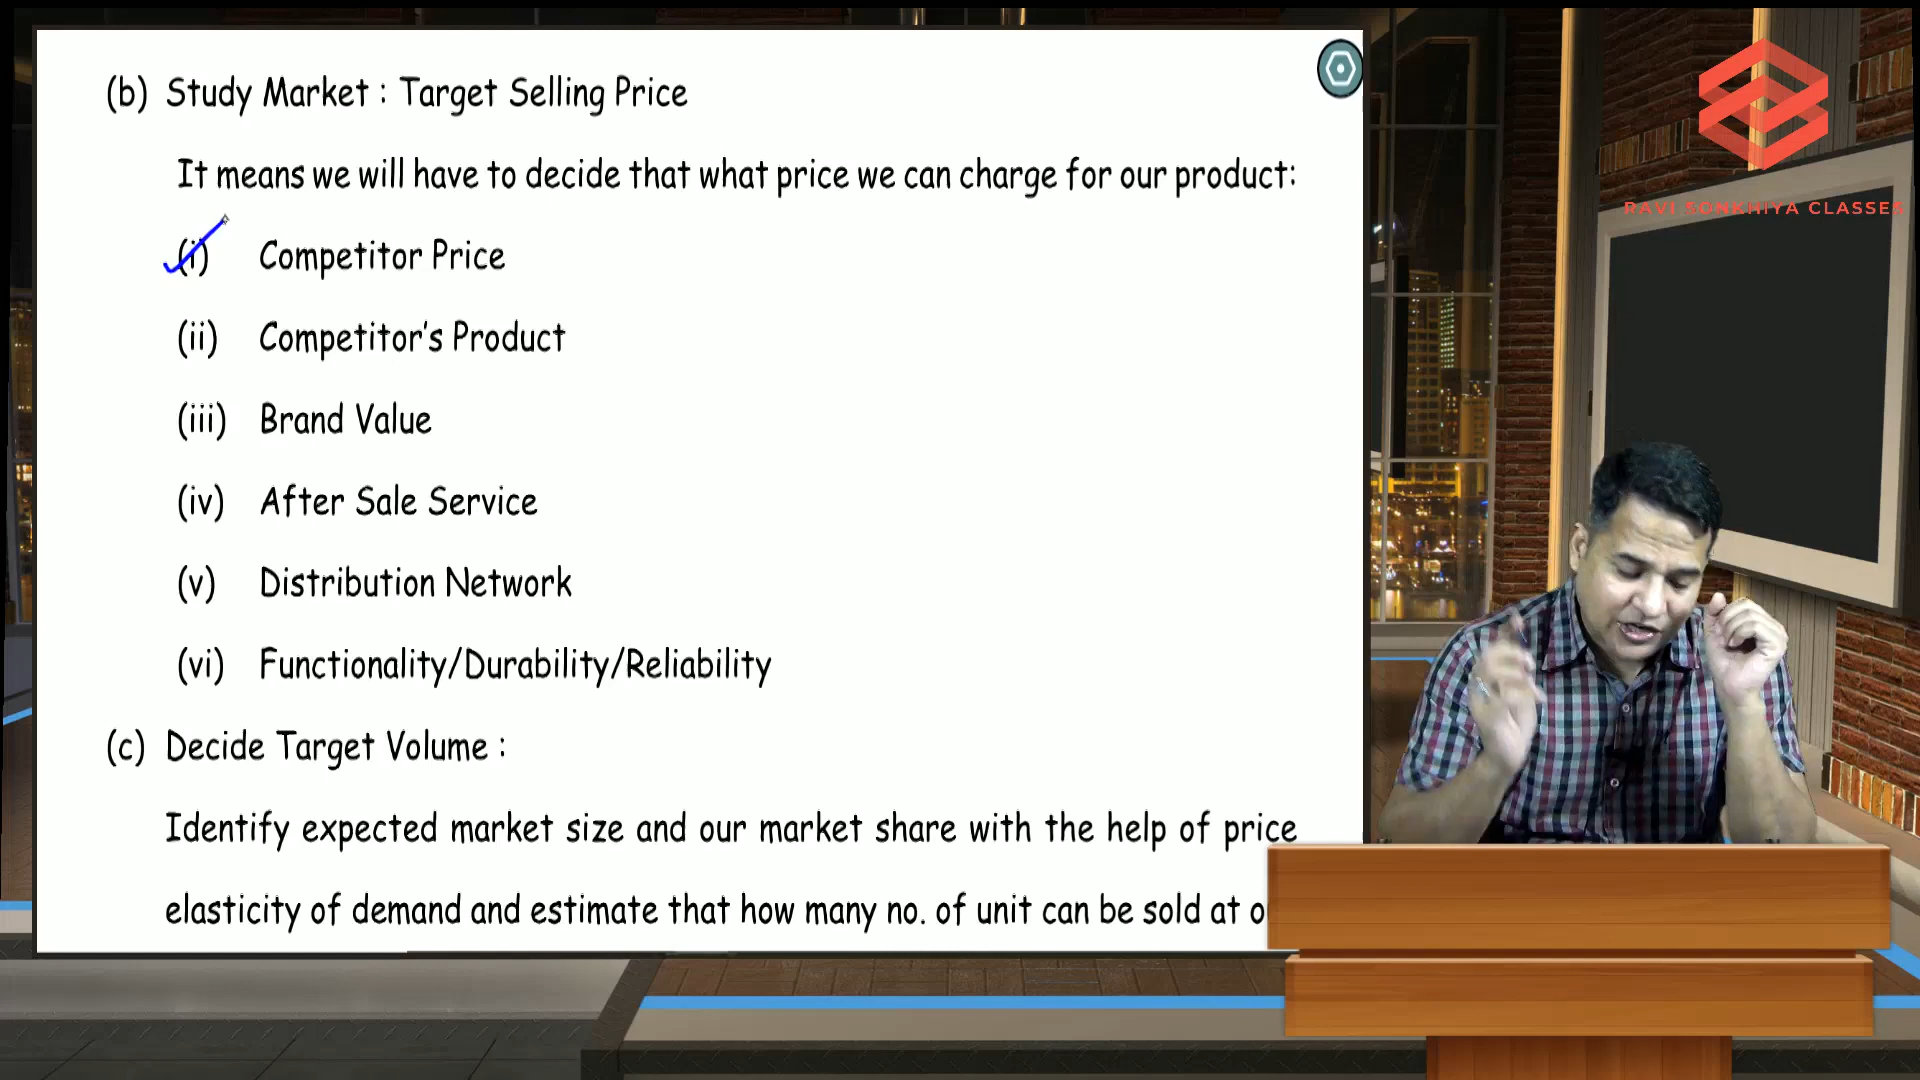 (b) Study Market : Target Selling Price
It means we will have to decide that what price we can charge for our product:
(i) Competitor Price
(ii) Competitor's Product
(iii) Brand Value
(iv) After Sale Service
(v) Distribution Network
(vi) Functionality/Durability/Reliability
(c) Decide Target Volume :
Identify expected market size and our market share with the help of price
elasticity of demand and estimate that how many no. of unit can be sold at
RAVI SONKHIYA CLASSES